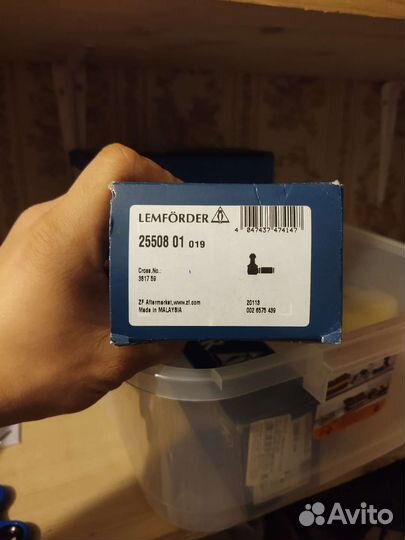 LEMFÖRDER
4 047437 474147
25508 01 019
Cross.No.:
3817 59
ZF Aftermarket, www.zf.com
Made in MALAYSIA
20113
002 6575 439
Avito